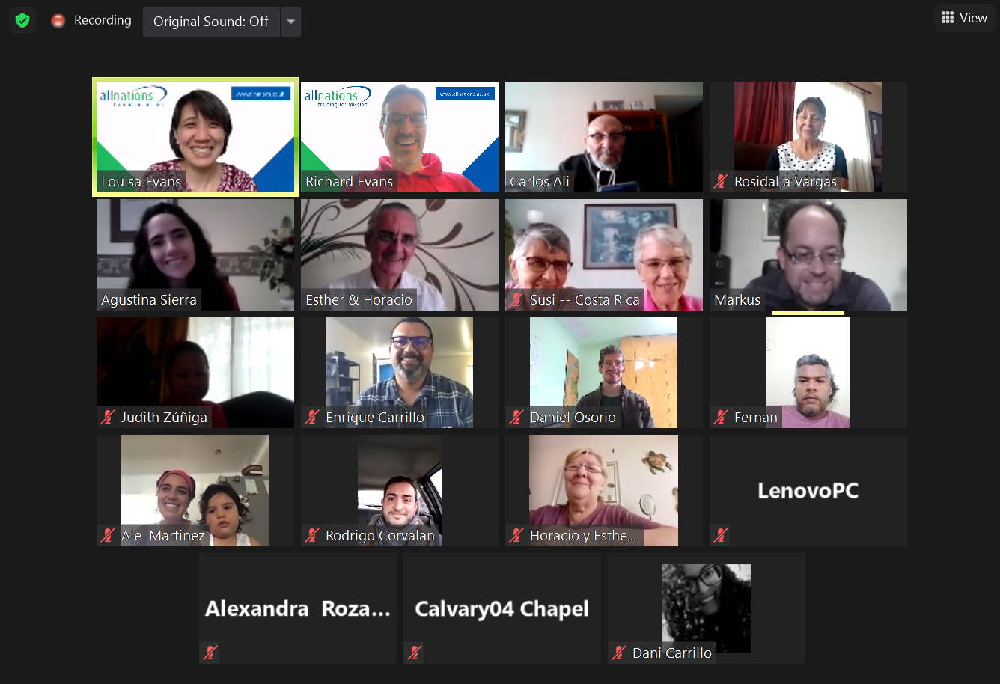 Recording
Original Sound: Off
View
allnations
Louisa Evans
allnations
training for mission
www.allnations.ac.uk
Richard Evans
Carlos Ali
Rosidalia Vargas
Agustina Sierra
Esther & Horacio
Susi -- Costa Rica
Markus
Judith Zúñiga
Enrique Carrillo
Daniel Osorio
Fernan
Ale Martinez
Rodrigo Corvalan
Horacio y Esthe...
LenovoPC
Alexandra Roza...
Calvary04 Chapel
Dani Carrillo